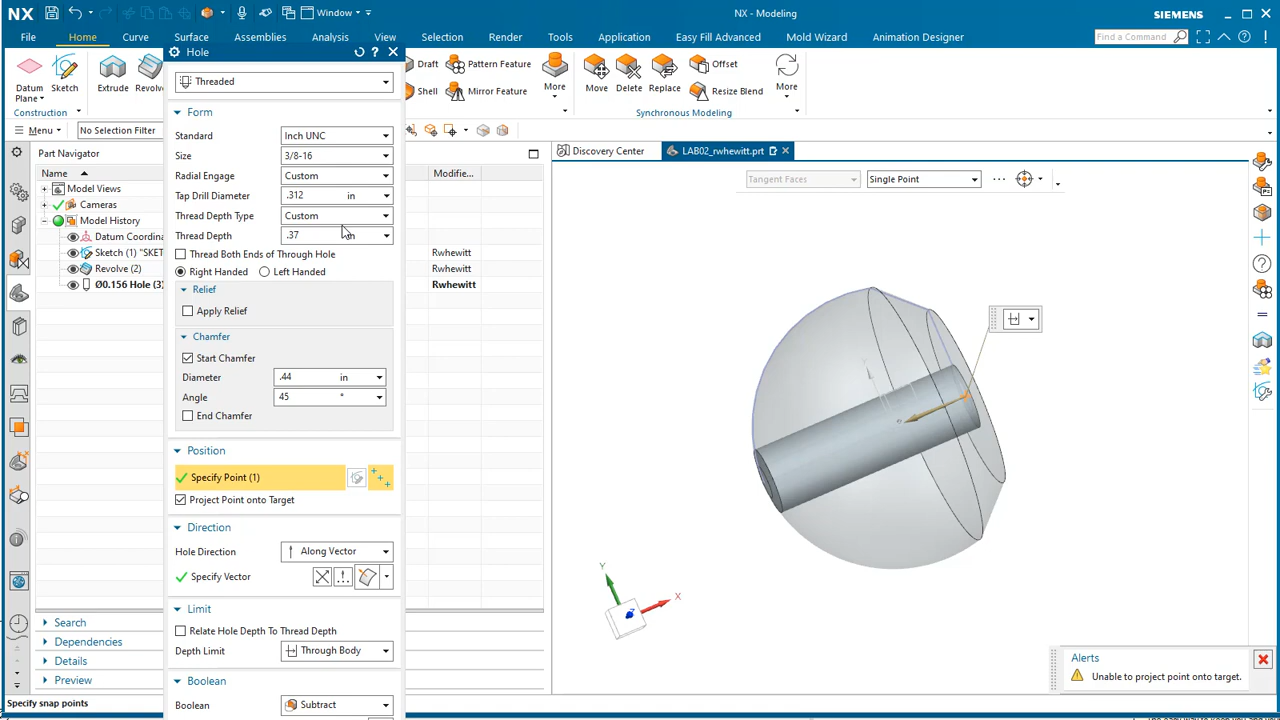 NX
Window
NX - Modeling
SIEMENS
File Home Curve Surface Assemblies Analysis View Selection Render Tools Application Easy Fill Advanced Mold Wizard Animation Designer
Find a Command
Hole
Threaded
Datum
Plane
Sketch
Extrude
Revolve
Draft
Shell
Pattern Feature
Mirror Feature
More
Move
Delete
Replace
Offset
Resize Blend
More
Construction
Synchronous Modeling
Menu
No Selection Filter
Form
Standard
Inch UNC
Size
3/8-16
Radial Engage
Custom
Tap Drill Diameter
.312 in
Thread Depth Type
Custom
Thread Depth
.37
Thread Both Ends of Through Hole
Right Handed
Left Handed
Relief
Apply Relief
Chamfer
Start Chamfer
Diameter
.44 in
Angle
45 °
End Chamfer
Position
Specify Point (1)
Project Point onto Target
Direction
Hole Direction
Along Vector
Specify Vector
Limit
Relate Hole Depth To Thread Depth
Depth Limit
Through Body
Boolean
Boolean
Subtract
Part Navigator
Name
Modifie...
Model Views
Cameras
Model History
Datum Coordina
Sketch (1) "SKET
Rwhewitt
Revolve (2)
Rwhewitt
Ø0.156 Hole (3)
Rwhewitt
Search
Dependencies
Details
Preview
Specify snap points
Discovery Center
LAB02_rwhewitt.prt
Tangent Faces
Single Point
Y
X
Alerts
Unable to project point onto target.